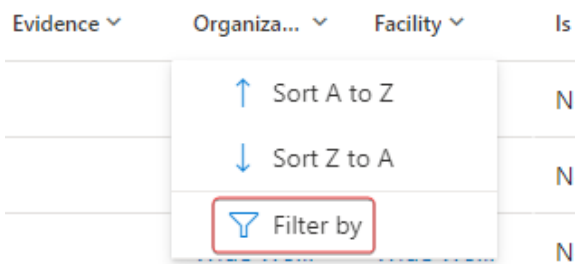 Evidence Organiza... Facility Is
Sort A to Z
N
Sort Z to A
N
Filter by
N